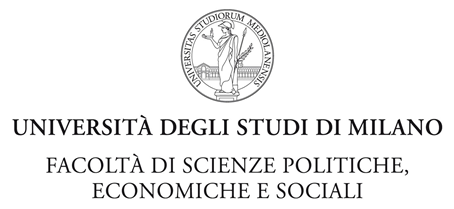 UNIVERSITAS STUDIORUM MEDIOLANENSIS
UNIVERSITÀ DEGLI STUDI DI MILANO
FACOLTÀ DI SCIENZE POLITICHE,
ECONOMICHE E SOCIALI